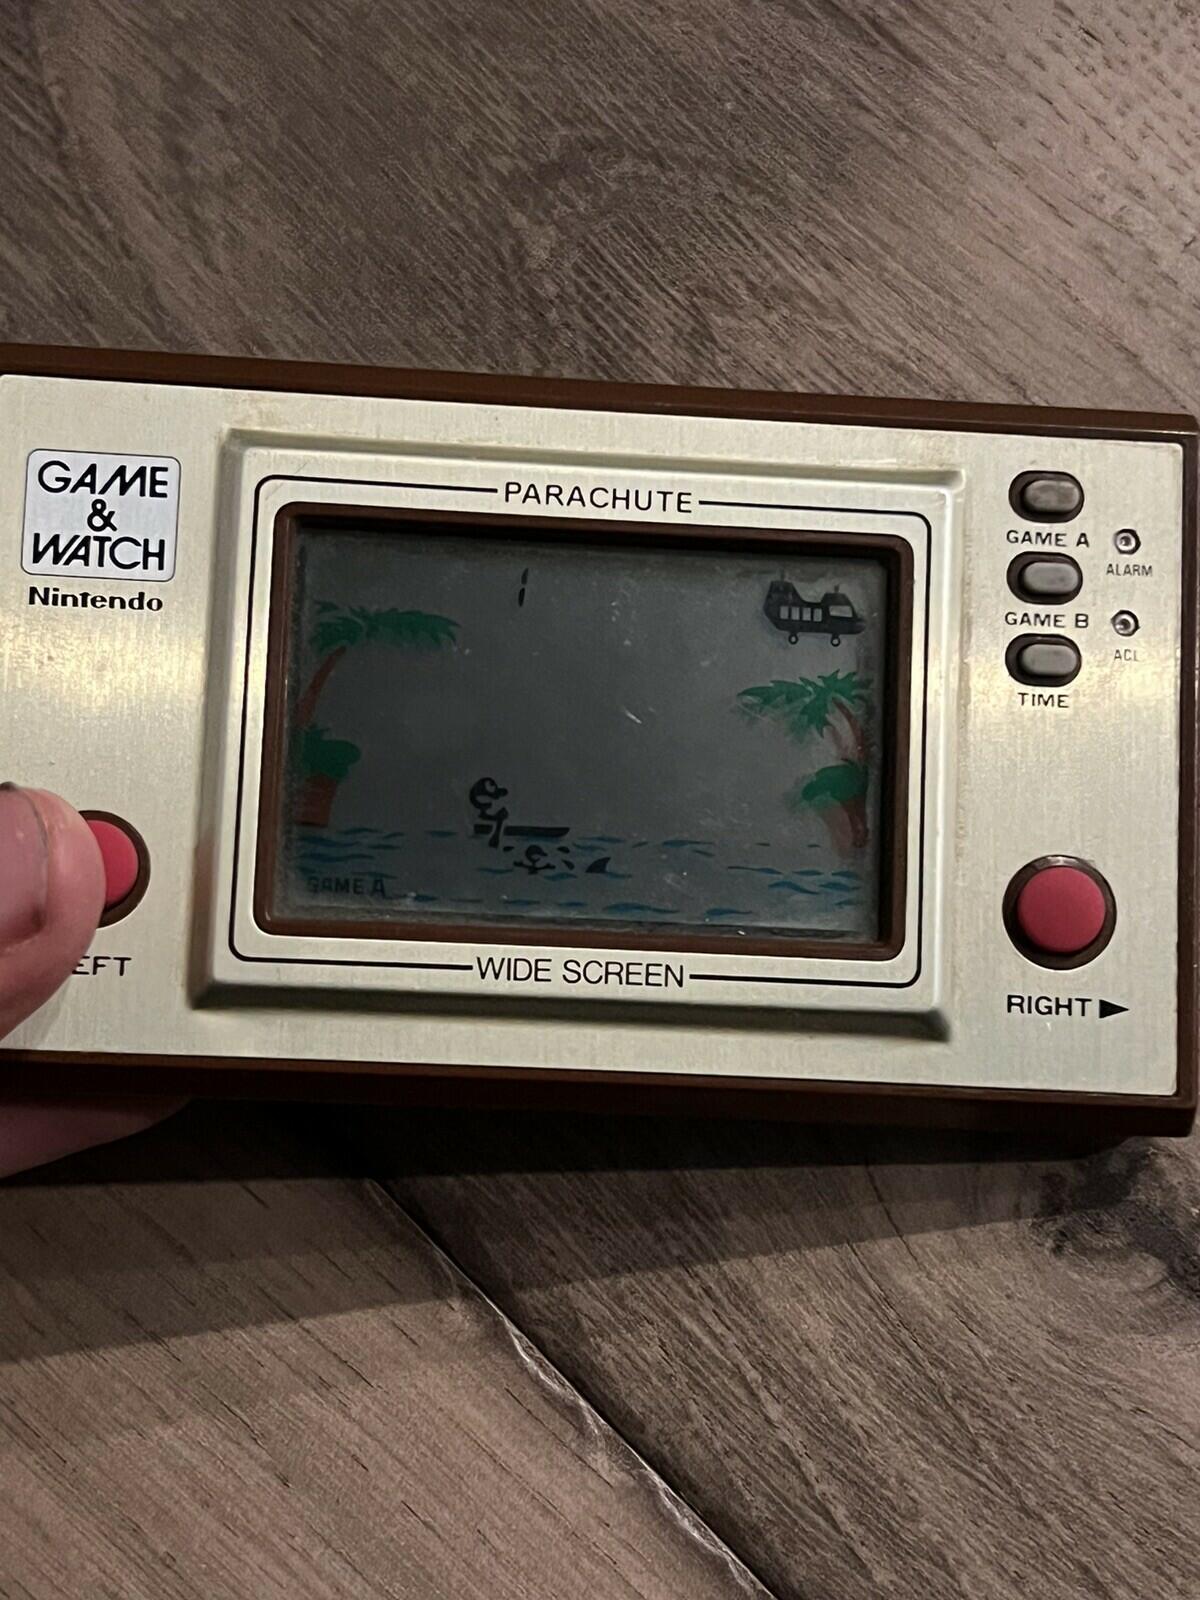 GAME
&
WATCH
Nintendo
PARACHUTE
1
GAME A
WIDE SCREEN
EFT
GAME A
ALARM
GAME B
ACL
TIME
RIGHT ►